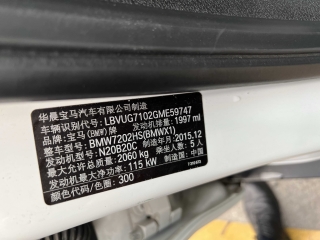 华晨宝马汽车有限公司制造
车辆识别代号:LBVUG7102GME59747
品牌:宝马(BMW)牌 发动机排量:1997 ml
整车型号:BMW7202HS(BMWX1)
发动机型号:N20B20C 制造年月:2015.12
最大允许总质量:2060 kg 乘坐人数:5 人
发动机最大净功率:115 kW 制造国:中国
颜色代码/色圈:300